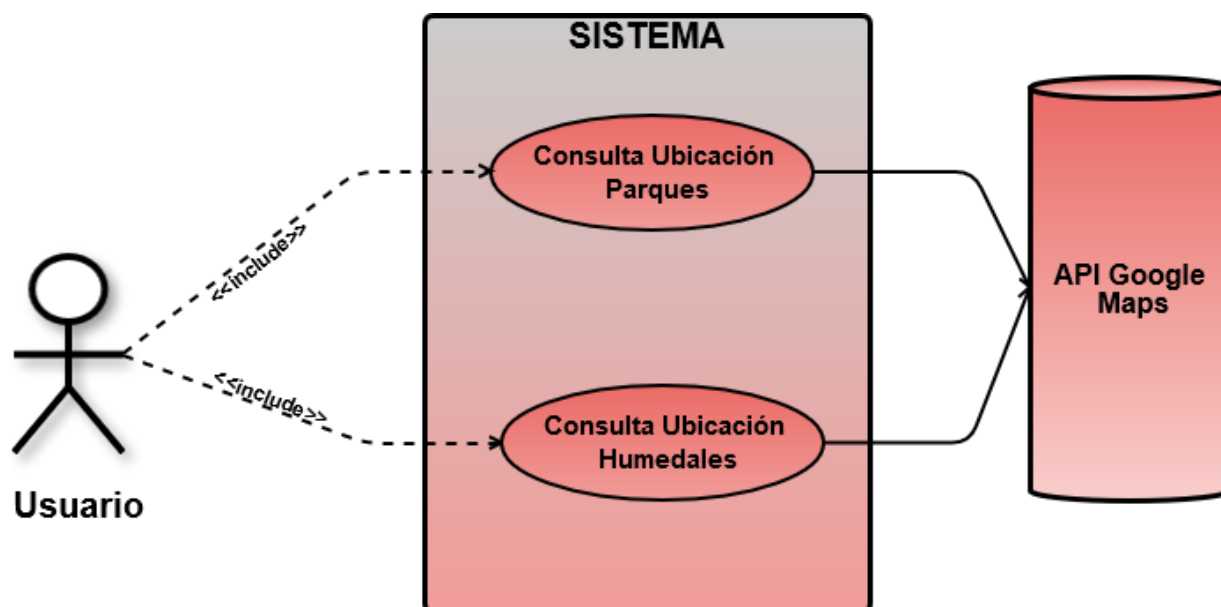 SISTEMA
Consulta Ubicación
Parques
<<include>>
API Google
Maps
<<include>>
Consulta Ubicación
Humedales
Usuario